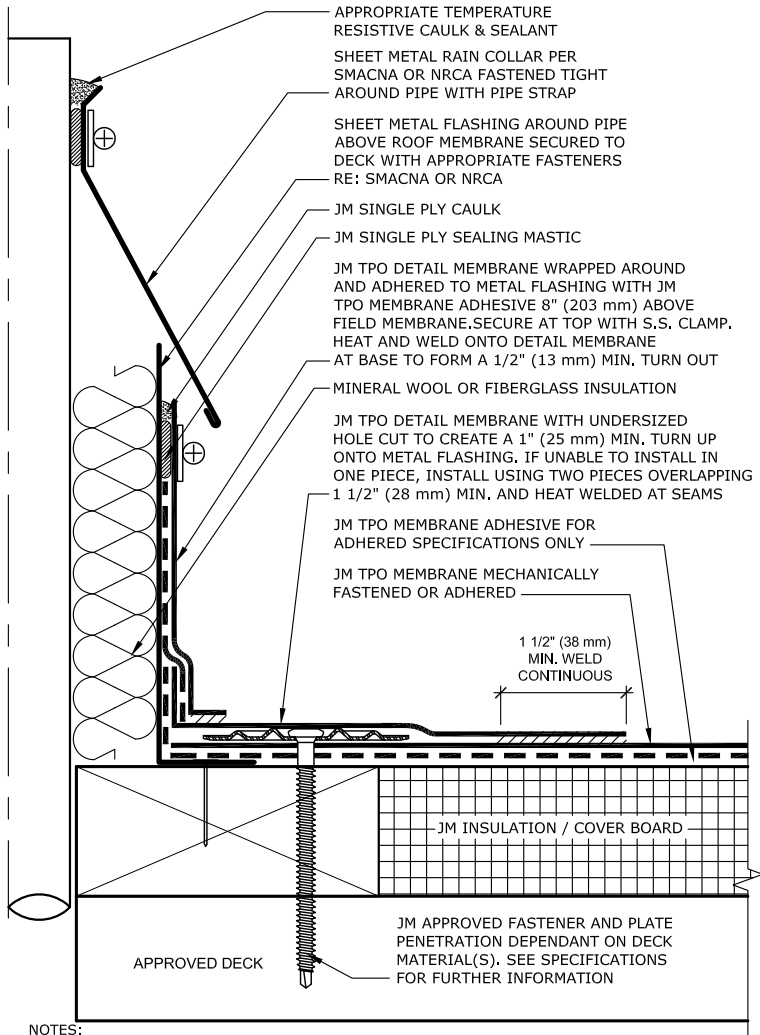 APPROPRIATE TEMPERATURE
RESISTIVE CAULK & SEALANT
SHEET METAL RAIN COLLAR PER
SMACNA OR NRCA FASTENED TIGHT
AROUND PIPE WITH PIPE STRAP
SHEET METAL FLASHING AROUND PIPE
ABOVE ROOF MEMBRANE SECURED TO
DECK WITH APPROPRIATE FASTENERS
RE: SMACNA OR NRCA
JM SINGLE PLY CAULK
JM SINGLE PLY SEALING MASTIC
JM TPO DETAIL MEMBRANE WRAPPED AROUND
AND ADHERED TO METAL FLASHING WITH JM
TPO MEMBRANE ADHESIVE 8" (203 mm) ABOVE
FIELD MEMBRANE.SECURE AT TOP WITH S.S. CLAMP.
HEAT AND WELD ONTO DETAIL MEMBRANE
AT BASE TO FORM A 1/2" (13 mm) MIN. TURN OUT
MINERAL WOOL OR FIBERGLASS INSULATION
JM TPO DETAIL MEMBRANE WITH UNDERSIZED
HOLE CUT TO CREATE A 1" (25 mm) MIN. TURN UP
ONTO METAL FLASHING. IF UNABLE TO INSTALL IN
ONE PIECE, INSTALL USING TWO PIECES OVERLAPPING
1 1/2" (28 mm) MIN. AND HEAT WELDED AT SEAMS
JM TPO MEMBRANE ADHESIVE FOR
ADHERED SPECIFICATIONS ONLY
JM TPO MEMBRANE MECHANICALLY
FASTENED OR ADHERED
1 1/2" (38 mm)
MIN. WELD
CONTINUOUS
JM INSULATION / COVER BOARD
JM APPROVED FASTENER AND PLATE
PENETRATION DEPENDANT ON DECK
MATERIAL(S). SEE SPECIFICATIONS
FOR FURTHER INFORMATION
APPROVED DECK
NOTES: